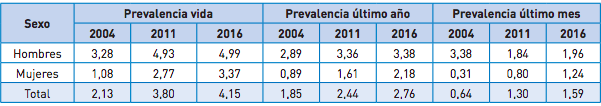 Sexo Prevalencia vida Prevalencia último año Prevalencia último mes
2004 2011 2016 2004 2011 2016 2004 2011 2016
Hombres 3,28 4,93 4,99 2,89 3,36 3,38 3,38 1,84 1,96
Mujeres 1,08 2,77 3,37 0,89 1,61 2,18 0,31 0,80 1,24
Total 2,13 3,80 4,15 1,85 2,44 2,76 0,64 1,30 1,59